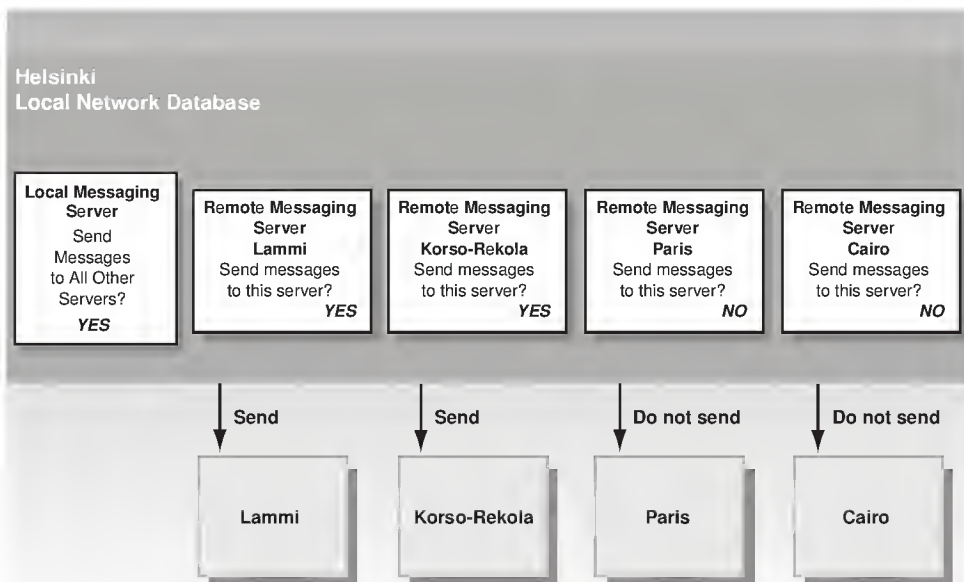 Helsinki
Local Network Database
Local Messaging
Server
Send
Messages
to All Other
Servers?
YES
Remote Messaging
Server
Lammi
Send messages
to this server?
YES
Remote Messaging
Server
Korso-Rekola
Send messages
to this server?
YES
Remote Messaging
Server
Paris
Send messages
to this server?
NO
Remote Messaging
Server
Cairo
Send messages
to this server?
NO
Send
Send
Do not send
Do not send
Lammi
Korso-Rekola
Paris
Cairo